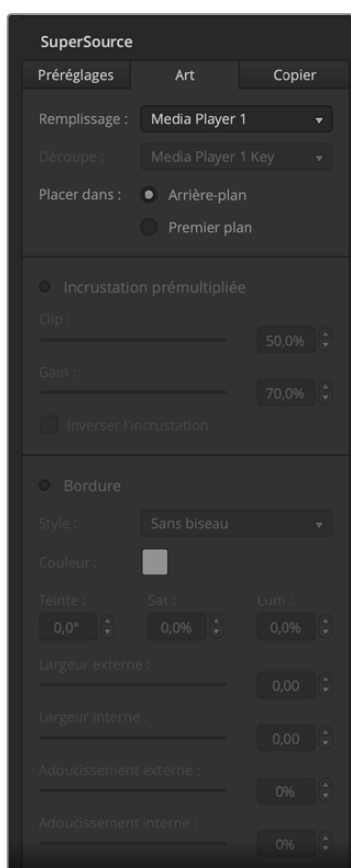 SuperSource
Préréglages Art Copier
Remplissage : Media Player 1
Découpe : Media Player 1 Key
Placer dans : Arrière-plan
Premier plan
Incrustation prémultipliée
Clip :
50,0%
Gain :
70,0%
Inverser l'incrustation
Bordure
Style : Sans biseau
Couleur :
Teinte : Sat : Lum :
0,0° 0,0% 0,0%
Largeur externe :
0,00
Largeur interne :
0,00
Adoucissement externe :
0%
Adoucissement interne :
0%